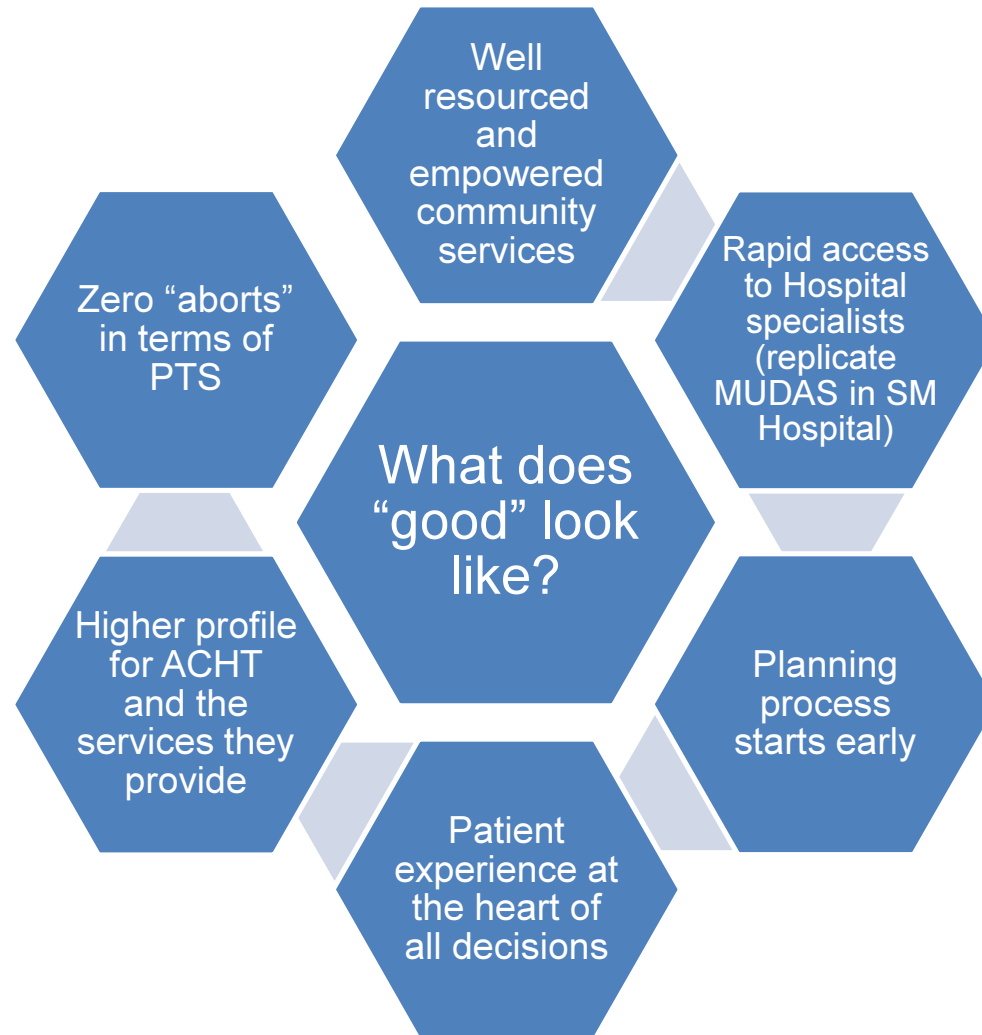 Well
resourced
and
empowered
community
services
Rapid access
to Hospital
specialists
(replicate
MUDAS in SM
Hospital)
Planning
process
starts early
Patient
experience at
the heart of
all decisions
Higher profile
for ACHT
and the
services they
provide
Zero “aborts”
in terms of
PTS
What does
“good” look
like?